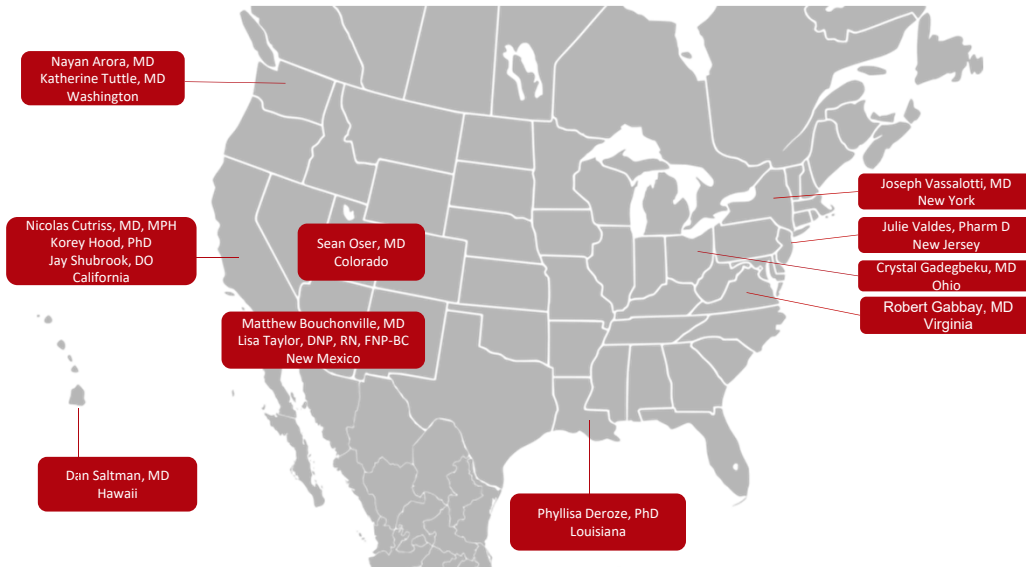 Nayan Arora, MD
Katherine Tuttle, MD
Washington
Nicolas Cutriss, MD, MPH
Korey Hood, PhD
Jay Shubrook, DO
California
Sean Oser, MD
Colorado
Matthew Bouchonville, MD
Lisa Taylor, DNP, RN, FNP-BC
New Mexico
Dan Saltman, MD
Hawaii
Phyllisa Deroze, PhD
Louisiana
Joseph Vassalotti, MD
New York
Julie Valdes, Pharm D
New Jersey
Crystal Gadegbeku, MD
Ohio
Robert Gabbay, MD
Virginia